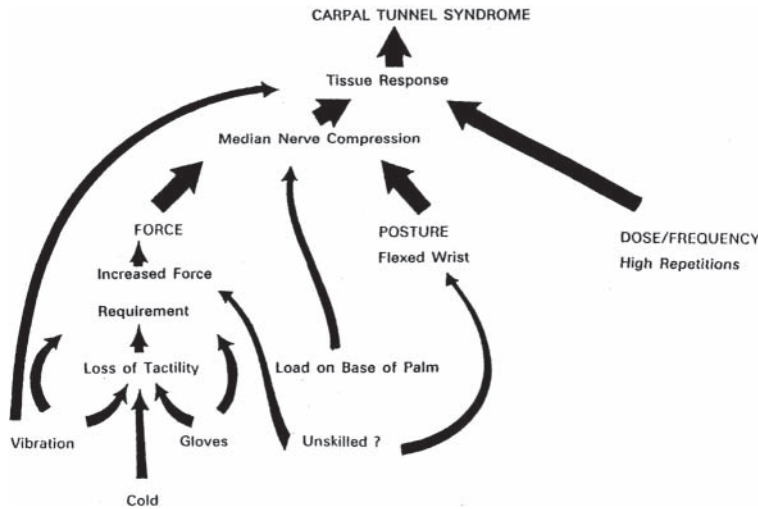 CARPAL TUNNEL SYNDROME
Tissue Response
Median Nerve Compression
FORCE
POSTURE
DOSE/FREQUENCY
Increased Force
Flexed Wrist
High Repetitions
Requirement
Loss of Tactility
Load on Base of Palm
Vibration
Gloves
Unskilled ?
Cold